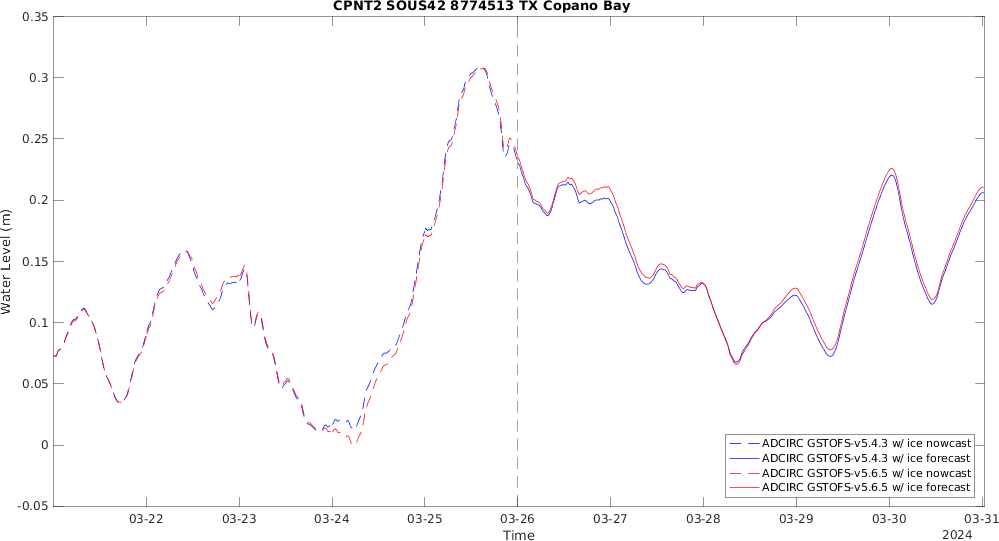 CPNT2 SOUS42 8774513 TX Copano Bay
0.35
0.3
0.25
0.2
0.15
0.1
0.05
0
-0.05
Water Level (m)
03-22
03-23
03-24
03-25
03-26
03-27
03-28
03-29
03-30
03-31
Time
2024
ADCIRC GSTOFS-v5.4.3 w/ ice nowcast
ADCIRC GSTOFS-v5.4.3 w/ ice forecast
ADCIRC GSTOFS-v5.6.5 w/ ice nowcast
ADCIRC GSTOFS-v5.6.5 w/ ice forecast